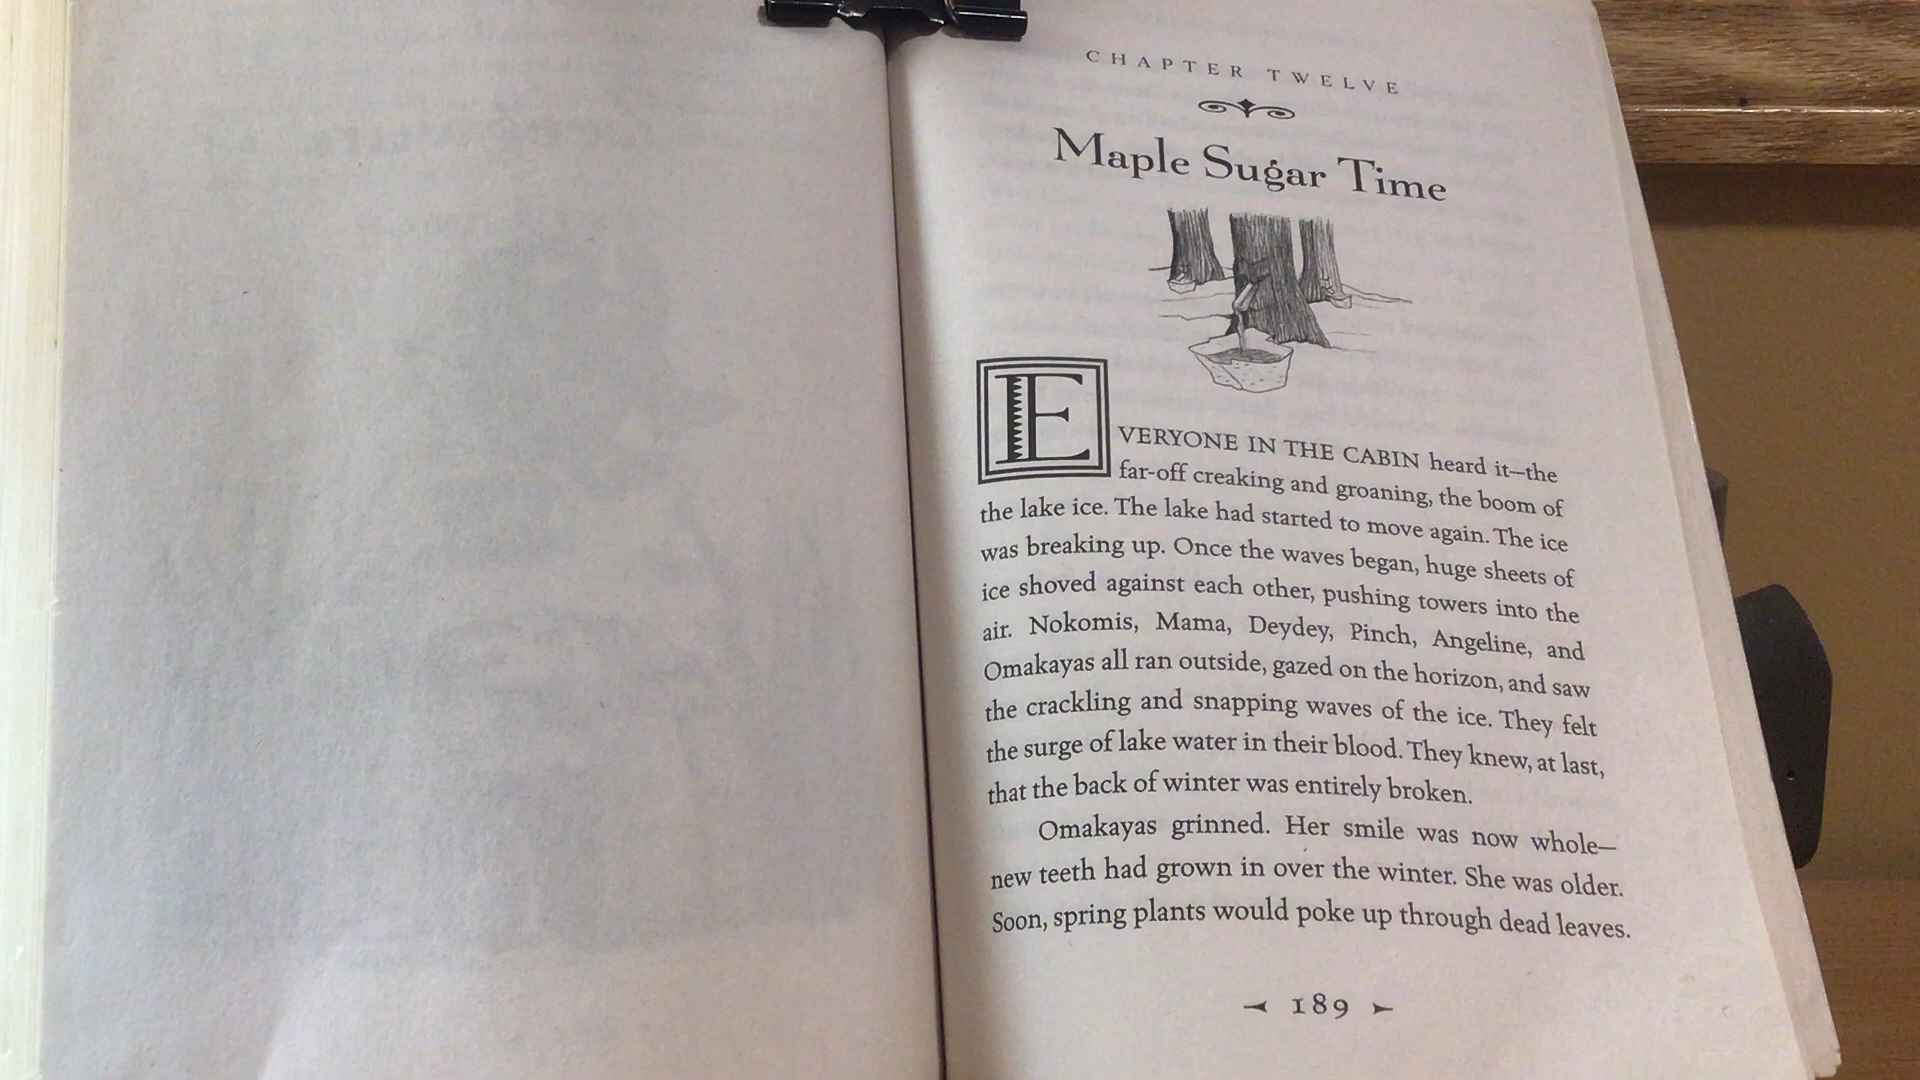 CHAPTER TWELVE
Maple Sugar Time
EVERYONE IN THE CABIN heard it—the
far-off creaking and groaning, the boom of
the lake ice. The lake had started to move again. The ice
was breaking up. Once the waves began, huge sheets of
ice shoved against each other, pushing towers into the
air. Nokomis, Mama, Deydey, Pinch, Angeline, and
Omakayas all ran outside, gazed on the horizon, and saw
the crackling and snapping waves of the ice. They felt
the surge of lake water in their blood. They knew, at last,
that the back of winter was entirely broken.
Omakayas grinned. Her smile was now whole—
new teeth had grown in over the winter. She was older.
Soon, spring plants would poke up through dead leaves.
189